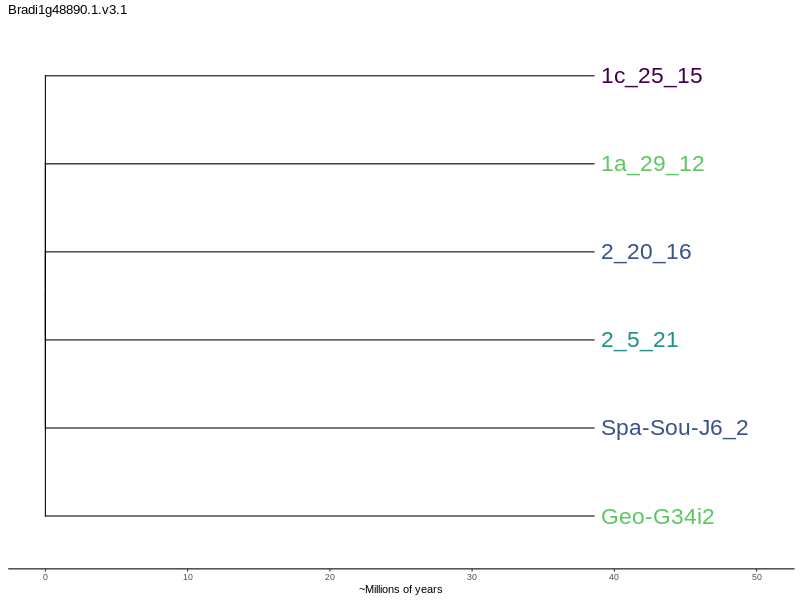 Bradi1g48890.1.v3.1
1c_25_15
1a_29_12
2_20_16
2_5_21
Spa-Sou-J6_2
Geo-G34i2
0 10 20 30 40 50
~Millions of years